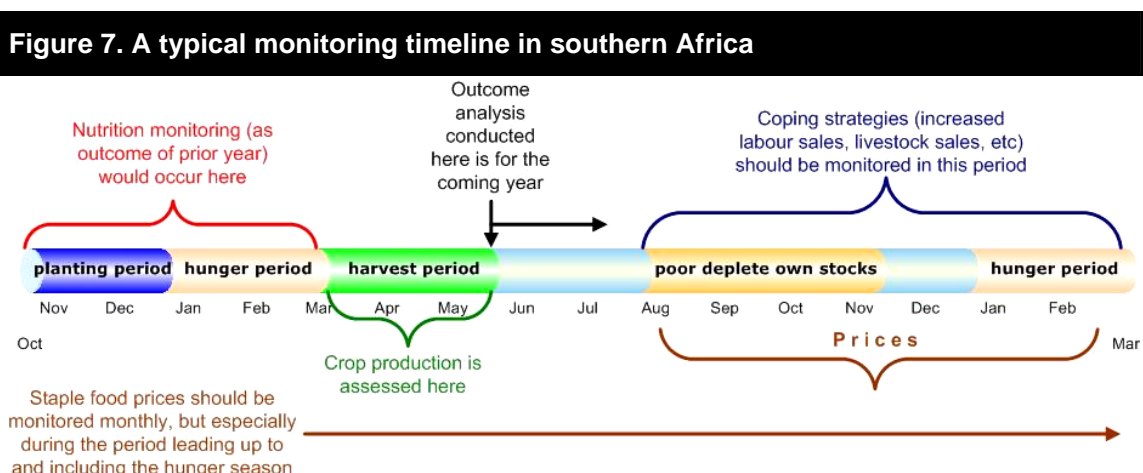 Figure 7. A typical monitoring timeline in southern Africa
Outcome
analysis
conducted
here is for the
coming year
Nutrition monitoring (as
outcome of prior year)
would occur here
Coping strategies (increased
labour sales, livestock sales, etc)
should be monitored in this period
planting period hunger period harvest period poor deplete own stocks hunger period
Nov Dec Jan Feb Mar Apr May Jun Jul Aug Sep Oct Nov Dec Jan Feb
Oct Mar
Prices
Crop production is
assessed here
Staple food prices should be
monitored monthly, but especially
during the period leading up to
and including the hunger season